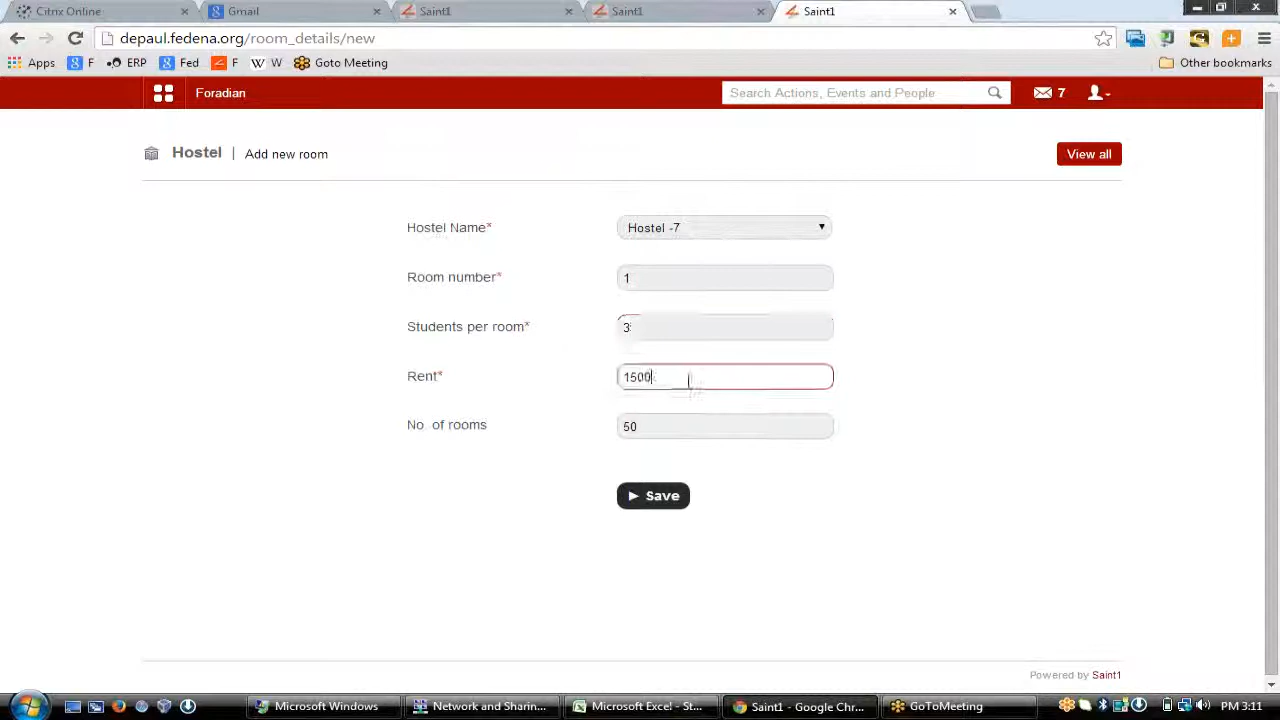 Citrix Online
Gmail
Saint1
Saint1
Saint1
depaul.fedena.org/room_details/new
Apps
F
ERP
Fed
F
W
Goto Meeting
Other bookmarks
Foradian
Search Actions, Events and People
7
Hostel | Add new room
View all
Hostel Name*
Hostel -7
Room number*
1
Students per room*
3
Rent*
1500
No. of rooms
50
Save
Powered by Saint1
Microsoft Windows
Network and Sharin...
Microsoft Excel - St...
Saint1 - Google Chr...
GoToMeeting
PM 3:11